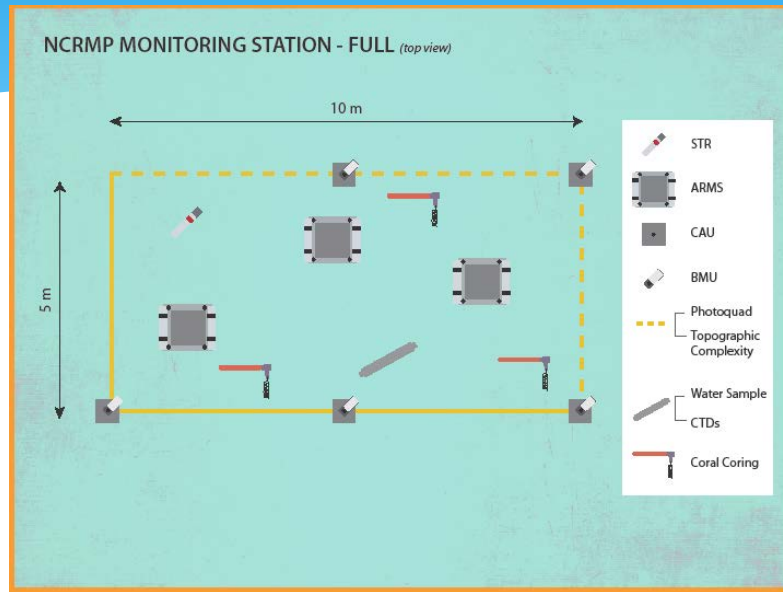 NCRMP MONITORING STATION - FULL (top view)
10 m
5 m
STR
ARMS
CAU
BMU
Photoquad
Topographic
Complexity
Water Sample
CTDs
Coral Coring